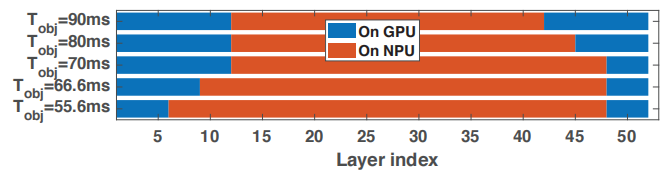 T_obj=90ms
T_obj=80ms
T_obj=70ms
T_obj=66.6ms
T_obj=55.6ms
On GPU
On NPU
5 10 15 20 25 30 35 40 45 50
Layer index